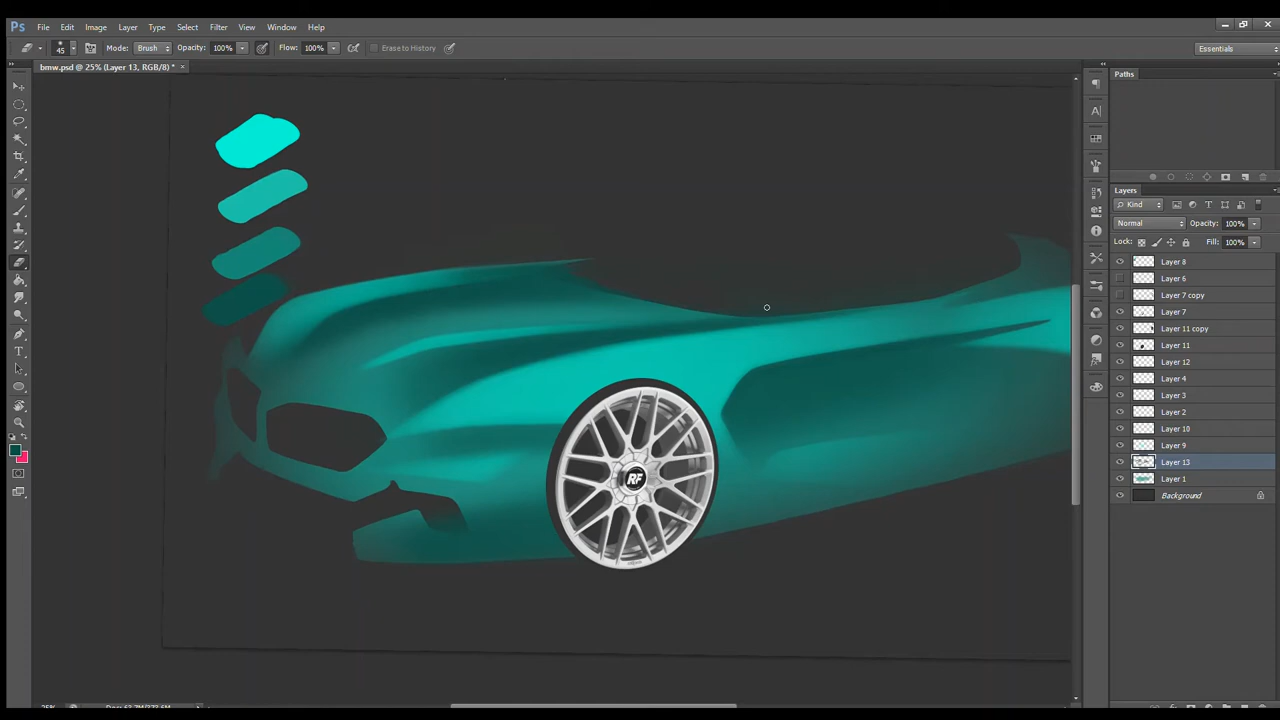 Ps File Edit Image Layer Type Select Filter View Window Help
45 Mode: Brush Opacity: 100% Flow: 100% Erase to History Essentials
bmw.psd @ 25% (Layer 13, RGB/8) * ×
Paths
Layers
Kind
Normal Opacity: 100%
Lock: Fill: 100%
Layer 8
Layer 6
Layer 7 copy
Layer 7
Layer 11 copy
Layer 11
Layer 12
Layer 4
Layer 3
Layer 2
Layer 10
Layer 9
Layer 13
Layer 1
Background
RF